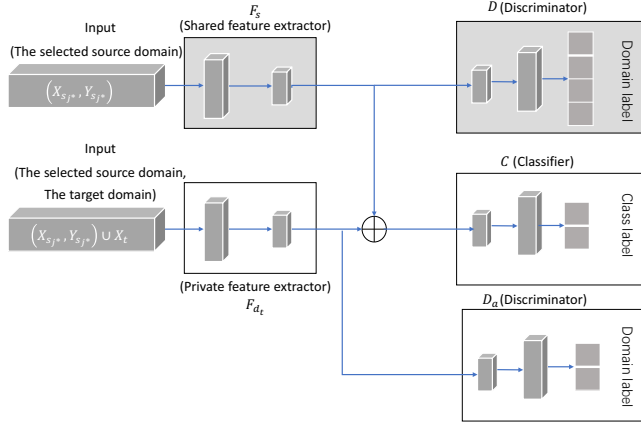 Input
(The selected source domain)
(X_{s_{j*}}, Y_{s_{j*}})
F_s
(Shared feature extractor)
D (Discriminator)
Domain label
Input
(The selected source domain,
The target domain)
(X_{s_{j*}}, Y_{s_{j*}}) ∪ X_t
(Private feature extractor)
F_{d_t}
C (Classifier)
Class label
D_a (Discriminator)
Domain label